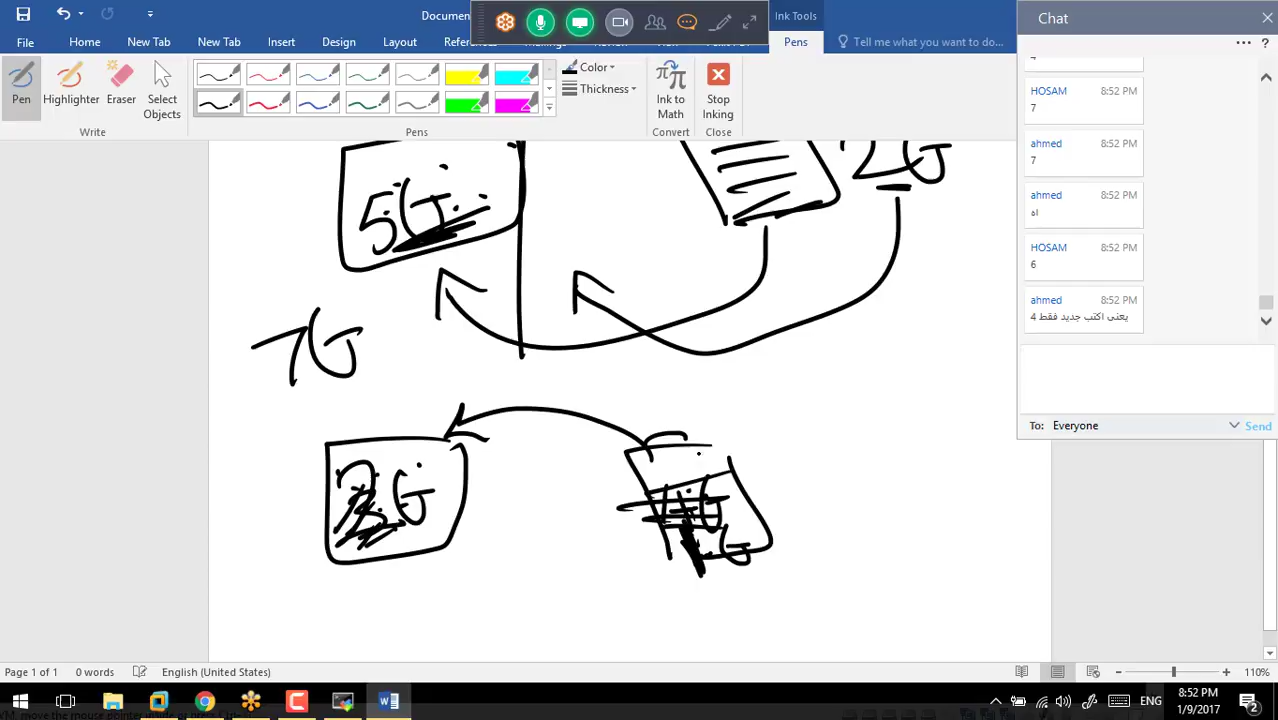 Documen
Ink Tools
Chat
File
Home
New Tab
New Tab
Insert
Design
Layout
Pens
Tell me what you want to do...
Pen
Highlighter
Eraser
Select
Objects
Color
Thickness
Ink to
Math
Stop
Inking
Write
Pens
Convert
Close
4
HOSAM 8:52 PM
7
ahmed 8:52 PM
7
ahmed 8:52 PM
اه
HOSAM 8:52 PM
6
ahmed 8:52 PM
يعنى اكتب جديد فقط 4
To: Everyone
Send
5G
2G
7G
G
G
Page 1 of 1
0 words
English (United States)
110%
ENG
8:52 PM
1/9/2017
2